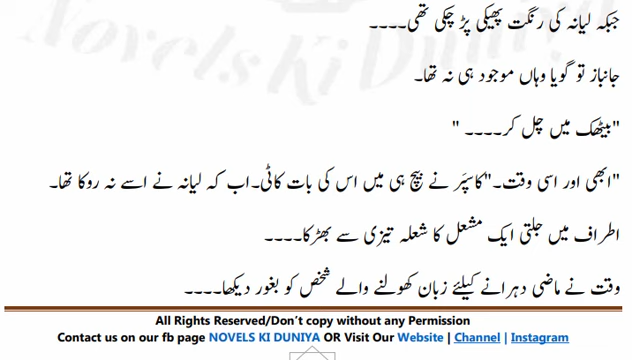 Novels Ki Duniya
جبکہ لیانہ کی رنگت پھیکی پڑ چکی تھی۔۔۔۔
جانباز تو گویا وہاں موجود ہی نہ تھا۔
"بیٹھک میں چل کر۔۔۔۔ "
"ابھی اور اسی وقت۔"کاسپَر نے بیچ ہی میں اس کی بات کاٹی۔اب کہ لیانہ نے اسے نہ روکا تھا۔
اطراف میں جلتی ایک مشعل کا شعلہ تیزی سے بھڑکا۔۔۔۔
وقت نے ماضی دہرانے کیلئے زبان کھولنے والے شخص کو بغور دیکھا۔۔۔۔
All Rights Reserved/Don't copy without any Permission
Contact us on our fb page NOVELS KI DUNIYA OR Visit Our Website | Channel | Instagram